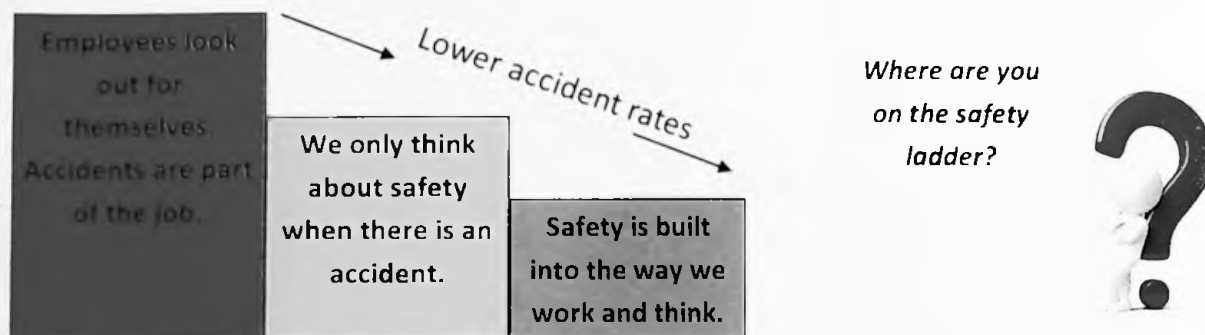 Employees look
out for
themselves.
Accidents are part
of the job.
Lower accident rates
We only think
about safety
when there is an
accident.
Safety is built
into the way we
work and think.
Where are you
on the safety
ladder?